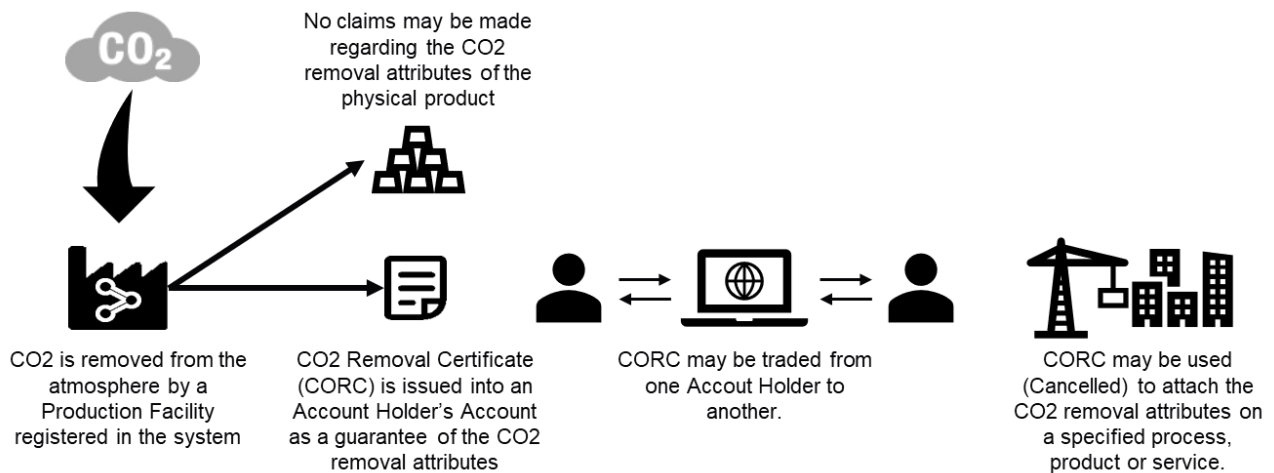 CO2
No claims may be made
regarding the CO2
removal attributes of the
physical product
CO2 is removed from the
atmosphere by a
Production Facility
registered in the system
CO2 Removal Certificate
(CORC) is issued into an
Account Holder's Account
as a guarantee of the CO2
removal attributes
CORC may be traded from
one Accout Holder to
another.
CORC may be used
(Cancelled) to attach the
CO2 removal attributes on
a specified process,
product or service.